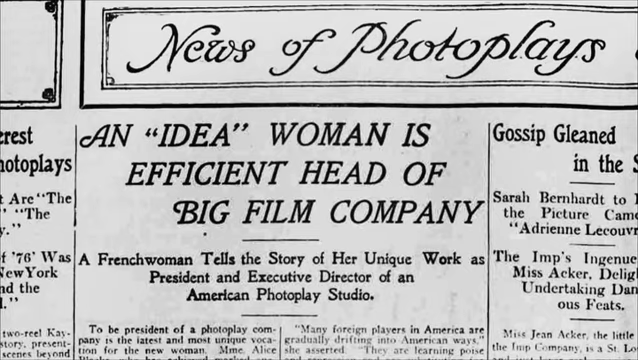 News of Photoplays
erest
notoplays
t Are "The
" "The
y."
of '76' Was
NewYork
nd the
l."
two-reel Kay-
story, present-
scenes beyond
AN "IDEA" WOMAN IS
EFFICIENT HEAD OF
BIG FILM COMPANY
A Frenchwoman Tells the Story of Her Unique Work as
President and Executive Director of an
American Photoplay Studio.
To be president of a photoplay com-
pany is the latest and most unique voca-
tion for the new woman. Mme. Alice
"Many foreign players in America are
gradually drifting into American ways,"
she asserted. "They are learning poise
Gossip Gleaned
in the S
Sarah Bernhardt to
the Picture Came
"Adrienne Lecouvr
The Imp's Ingenue
Miss Acker, Deligh
Undertaking Dan
ous Feats.
Miss Jean Acker, the little
the Imp Company, is a St. L